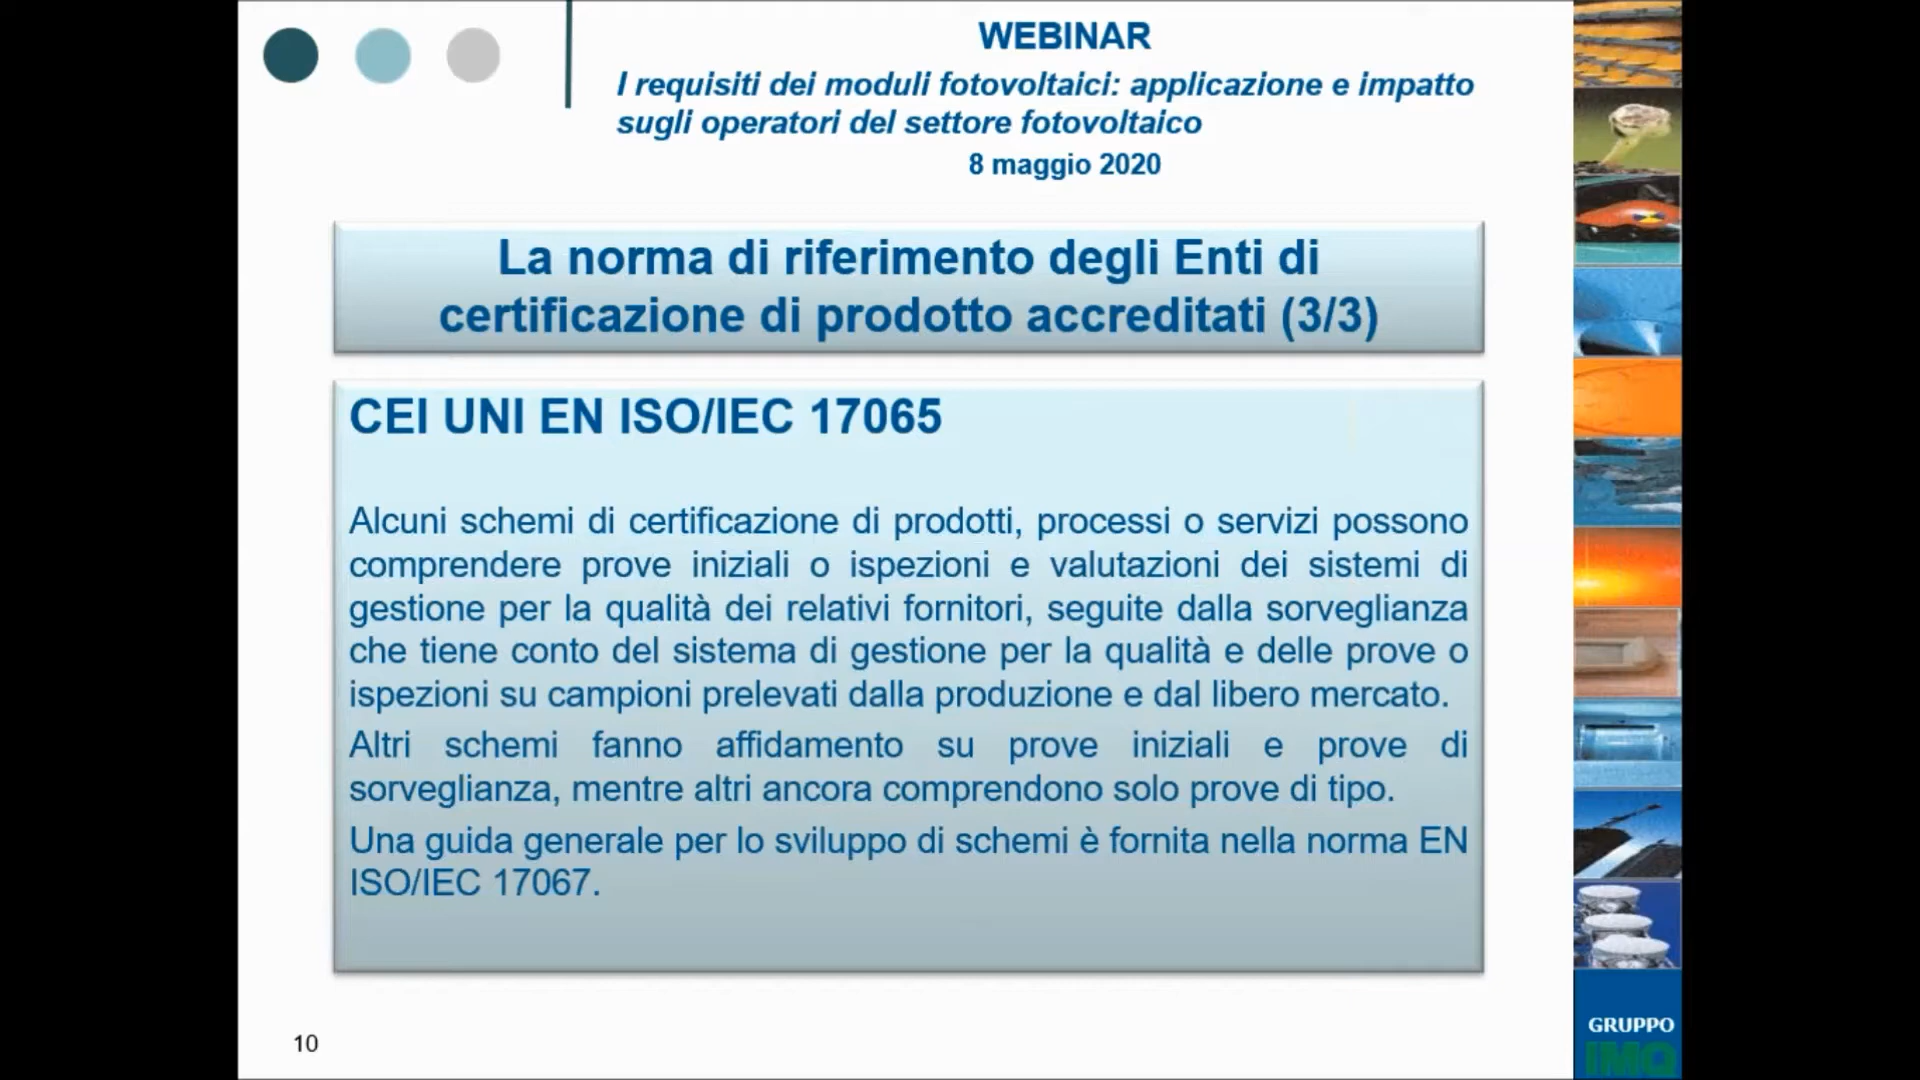 WEBINAR
I requisiti dei moduli fotovoltaici: applicazione e impatto
sugli operatori del settore fotovoltaico
8 maggio 2020
La norma di riferimento degli Enti di
certificazione di prodotto accreditati (3/3)
CEI UNI EN ISO/IEC 17065
Alcuni schemi di certificazione di prodotti, processi o servizi possono
comprendere prove iniziali o ispezioni e valutazioni dei sistemi di
gestione per la qualità dei relativi fornitori, seguite dalla sorveglianza
che tiene conto del sistema di gestione per la qualità e delle prove o
ispezioni su campioni prelevati dalla produzione e dal libero mercato.
Altri schemi fanno affidamento su prove iniziali e prove di
sorveglianza, mentre altri ancora comprendono solo prove di tipo.
Una guida generale per lo sviluppo di schemi è fornita nella norma EN
ISO/IEC 17067.
10
GRUPPO
IMQ